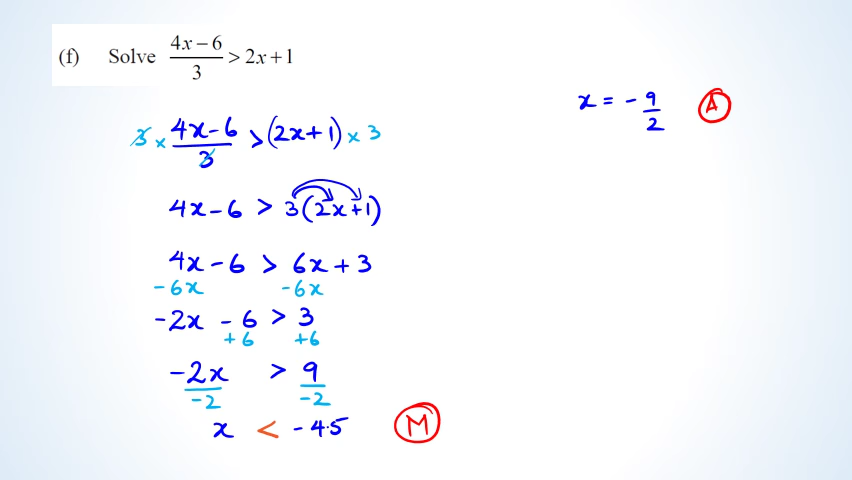 (f) Solve (4x − 6)/3 > 2x + 1
3 × (4x − 6)/3 > (2x + 1) × 3
4x − 6 > 3(2x + 1)
4x − 6 > 6x + 3
−6x −6x
−2x − 6 > 3
+6 +6
−2x/−2 > 9/−2
x < −4·5 M
x = −9/2 A